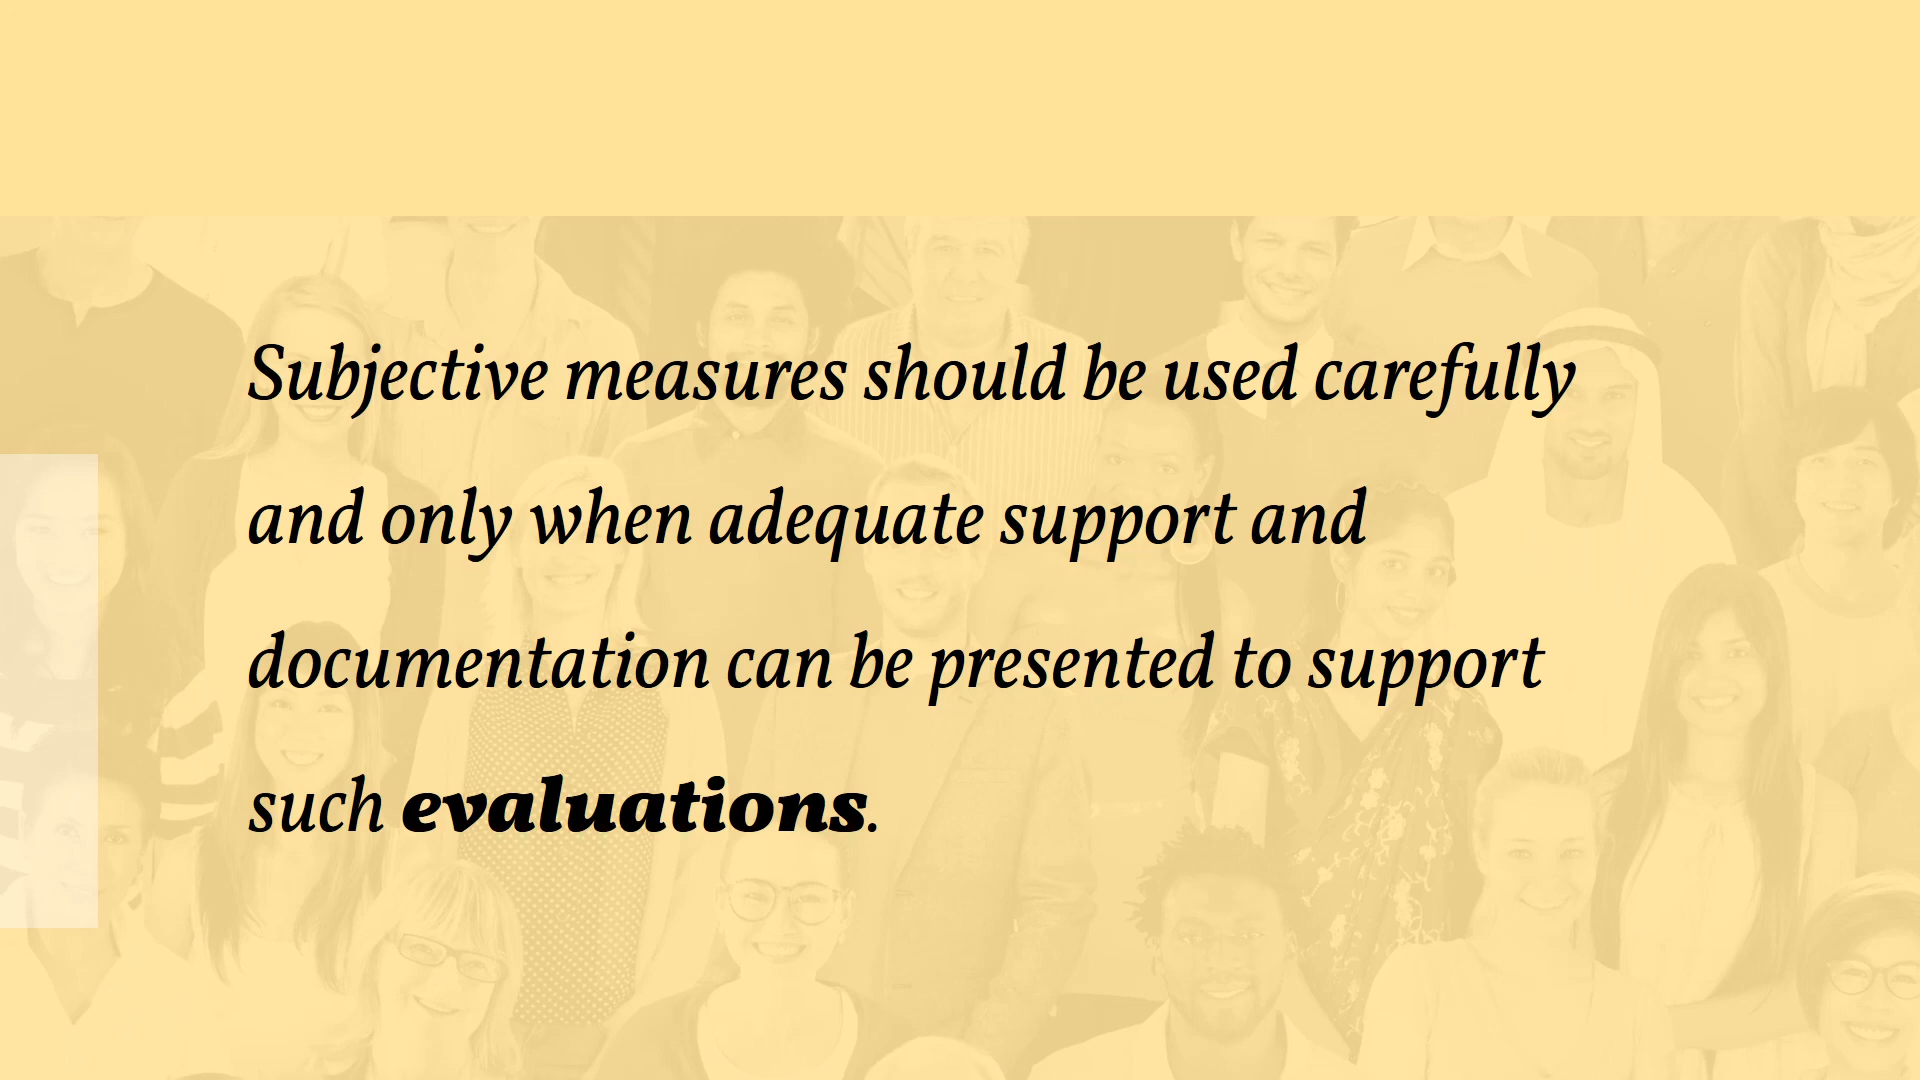 Subjective measures should be used carefully
and only when adequate support and
documentation can be presented to support
such evaluations.